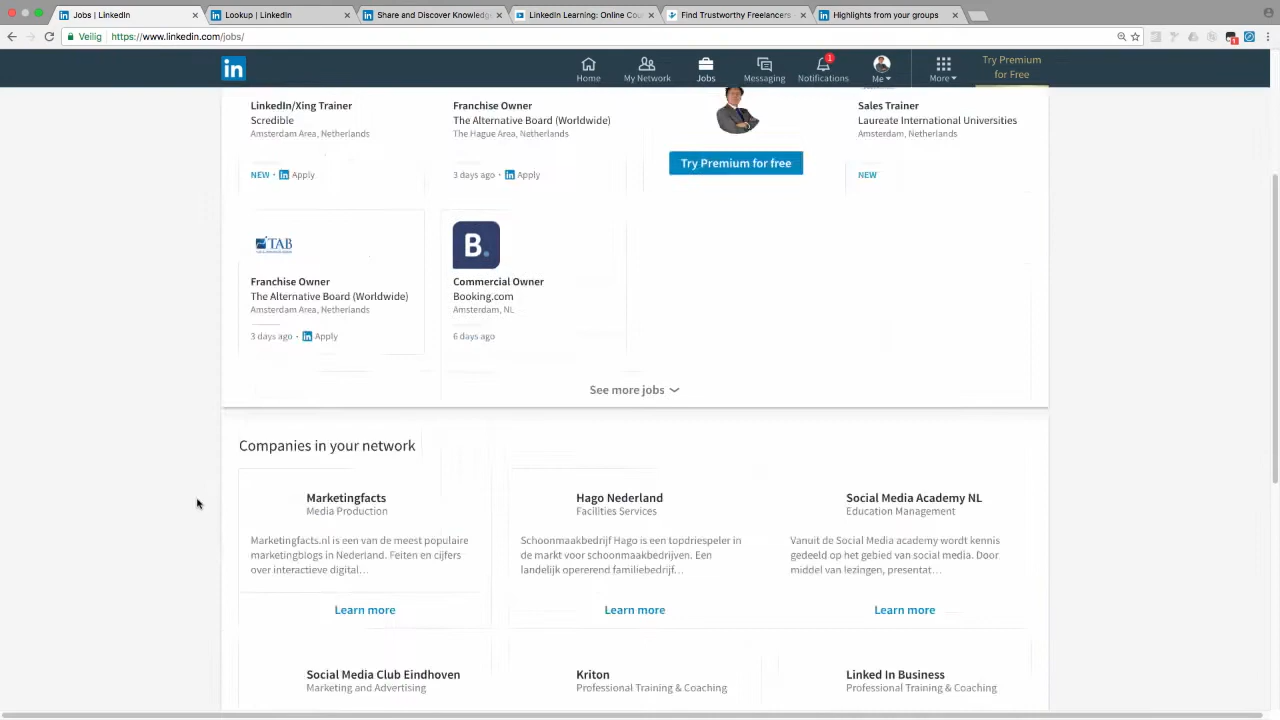 Jobs | LinkedIn
Lookup | LinkedIn
Share and Discover Knowledg
LinkedIn Learning: Online Cou
Find Trustworthy Freelancers -
Highlights from your groups
Veilig
https://www.linkedin.com/jobs/
1
in
Home
My Network
Jobs
Messaging
1
Notifications
Me
More
Try Premium
for Free
LinkedIn/Xing Trainer
Scredible
Amsterdam Area, Netherlands
NEW · in Apply
Franchise Owner
The Alternative Board (Worldwide)
The Hague Area, Netherlands
3 days ago · in Apply
Try Premium for free
Sales Trainer
Laureate International Universities
Amsterdam, Netherlands
NEW
TAB
Franchise Owner
The Alternative Board (Worldwide)
Amsterdam Area, Netherlands
3 days ago · in Apply
B.
Commercial Owner
Booking.com
Amsterdam, NL
6 days ago
See more jobs
Companies in your network
Marketingfacts
Media Production
Marketingfacts.nl is een van de meest populaire
marketingblogs in Nederland. Feiten en cijfers
over interactieve digital…
Learn more
Hago Nederland
Facilities Services
Schoonmaakbedrijf Hago is een topdriespeler in
de markt voor schoonmaakbedrijven. Een
landelijk opererend familiebedrijf…
Learn more
Social Media Academy NL
Education Management
Vanuit de Social Media academy wordt kennis
gedeeld op het gebied van social media. Door
middel van lezingen, presentat…
Learn more
Social Media Club Eindhoven
Marketing and Advertising
Kriton
Professional Training & Coaching
Linked In Business
Professional Training & Coaching